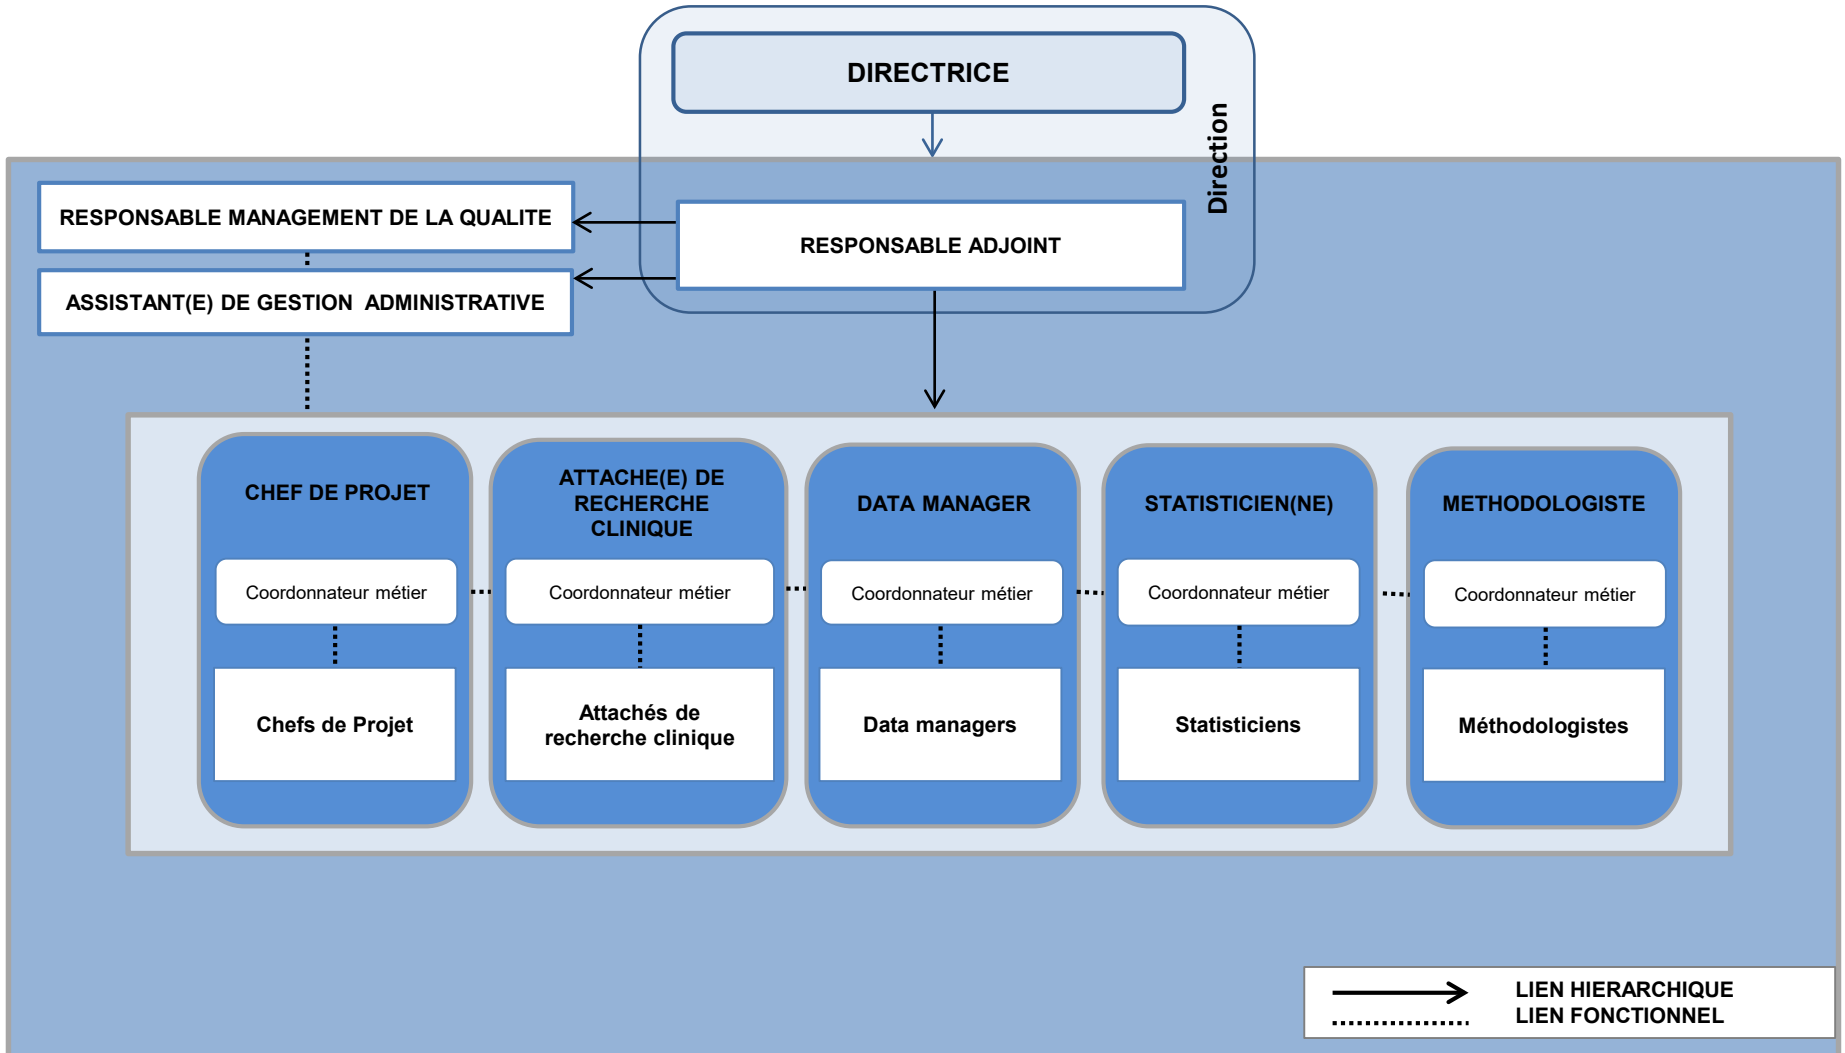 DIRECTRICE
Direction
RESPONSABLE MANAGEMENT DE LA QUALITE
RESPONSABLE ADJOINT
ASSISTANT(E) DE GESTION ADMINISTRATIVE
CHEF DE PROJET
Coordonnateur métier
Chefs de Projet
ATTACHE(E) DE
RECHERCHE
CLINIQUE
Coordonnateur métier
Attachés de
recherche clinique
DATA MANAGER
Coordonnateur métier
Data managers
STATISTICIEN(NE)
Coordonnateur métier
Statisticiens
METHODOLOGISTE
Coordonnateur métier
Méthodologistes
LIEN HIERARCHIQUE
LIEN FONCTIONNEL